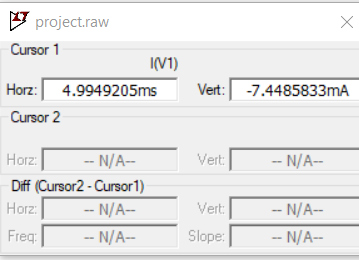 project.raw
Cursor 1
I(V1)
Horz: 4.9949205ms Vert: -7.4485833mA
Cursor 2
Horz: -- N/A-- Vert: -- N/A--
Diff (Cursor2 - Cursor1)
Horz: -- N/A-- Vert: -- N/A--
Freq: -- N/A-- Slope: -- N/A--